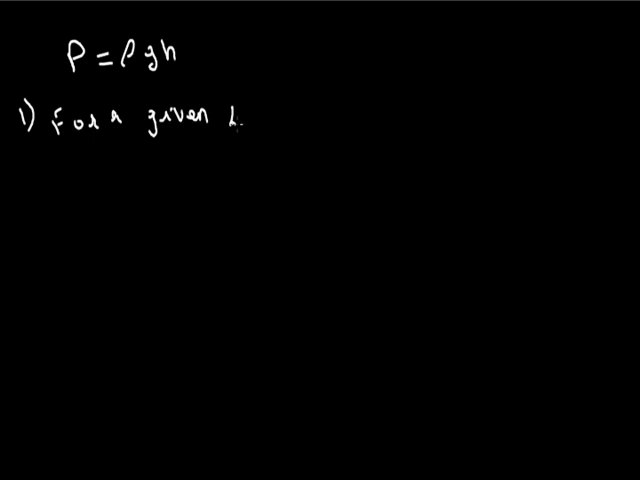 P = ρgh
1) For a given